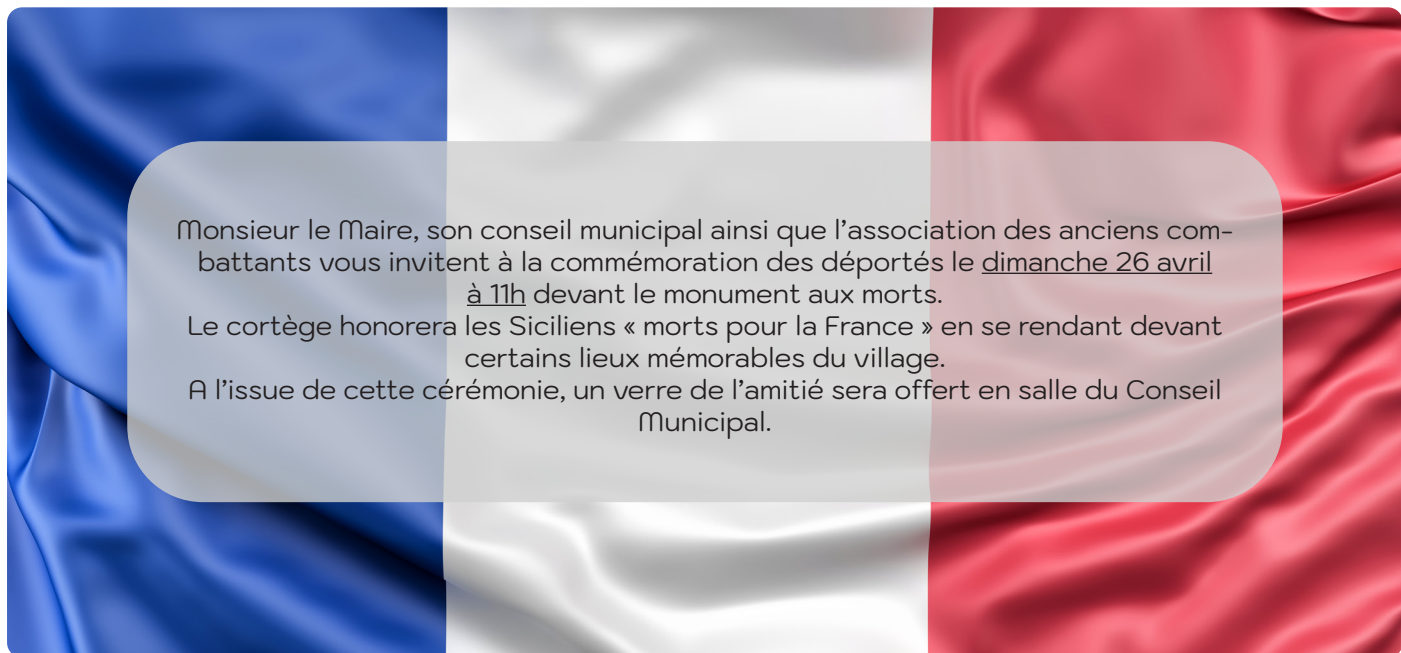 Monsieur le Maire, son conseil municipal ainsi que l’association des anciens com-
battants vous invitent à la commémoration des déportés le dimanche 26 avril
à 11h devant le monument aux morts.
Le cortège honorera les Siciliens « morts pour la France » en se rendant devant
certains lieux mémorables du village.
A l’issue de cette cérémonie, un verre de l’amitié sera offert en salle du Conseil
Municipal.